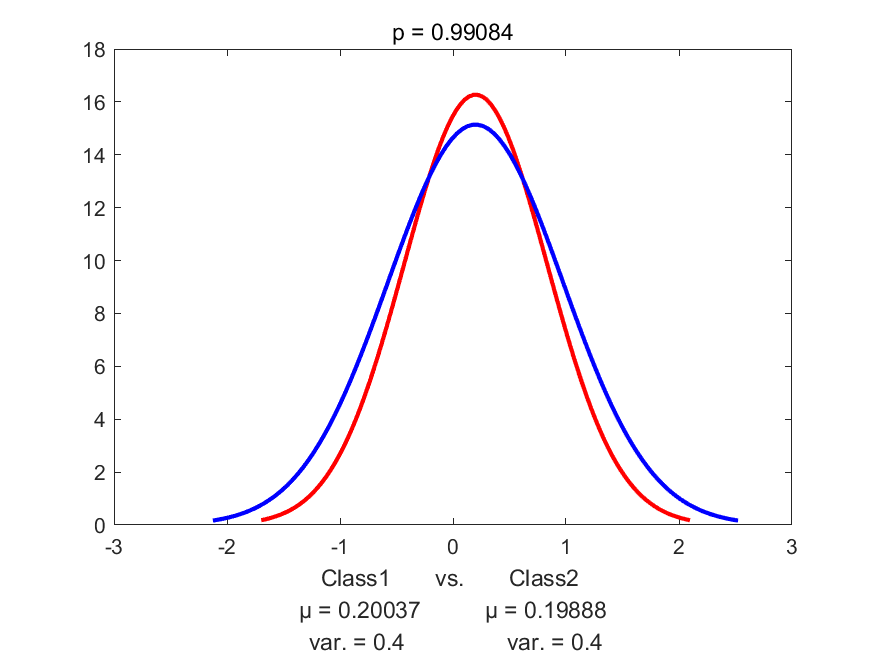 p = 0.99084
18
16
14
12
10
8
6
4
2
0
-3 -2 -1 0 1 2 3
Class1 vs. Class2
μ = 0.20037 μ = 0.19888
var. = 0.4 var. = 0.4